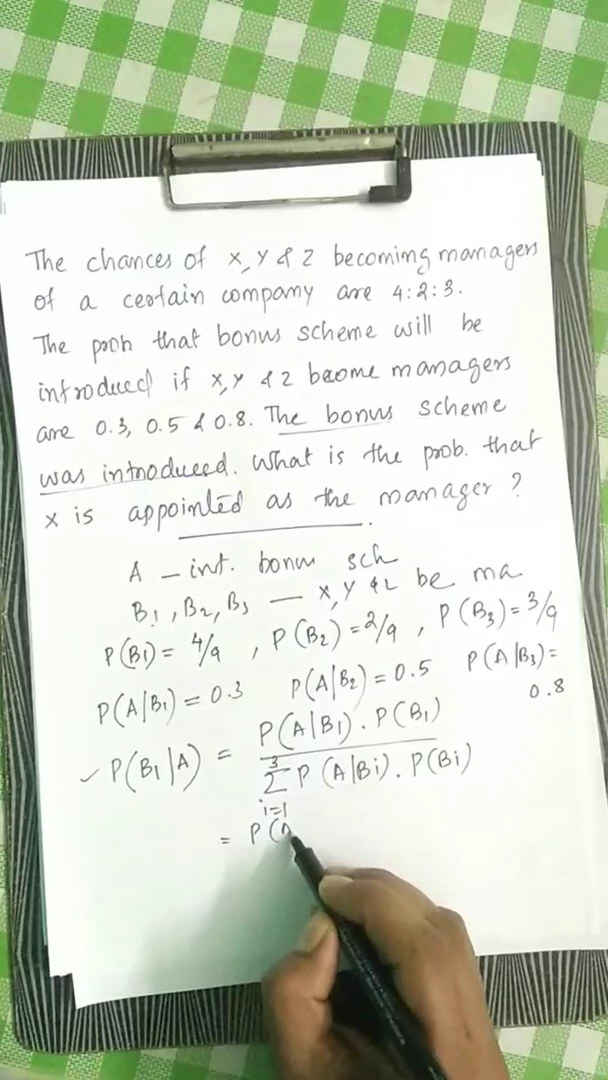 The chances of x, y & z becoming managers
of a certain company are 4:2:3.
The prob that bonus scheme will be
introduced if x, y & z become managers
are 0.3, 0.5 & 0.8. The bonus scheme
was introduced. What is the prob. that
x is appointed as the manager ?
A – int. bonus sch
B1, B2, B3 — x, y & z be ma
P(B1) = 4/9 , P(B2) = 2/9 , P(B3) = 3/9
P(A|B1) = 0.3 P(A|B2) = 0.5 P(A|B3) =
0.8
✓ P(B1|A) = P(A|B1) . P(B1)
3
Σ P(A|Bi) . P(Bi)
i=1
= P(A